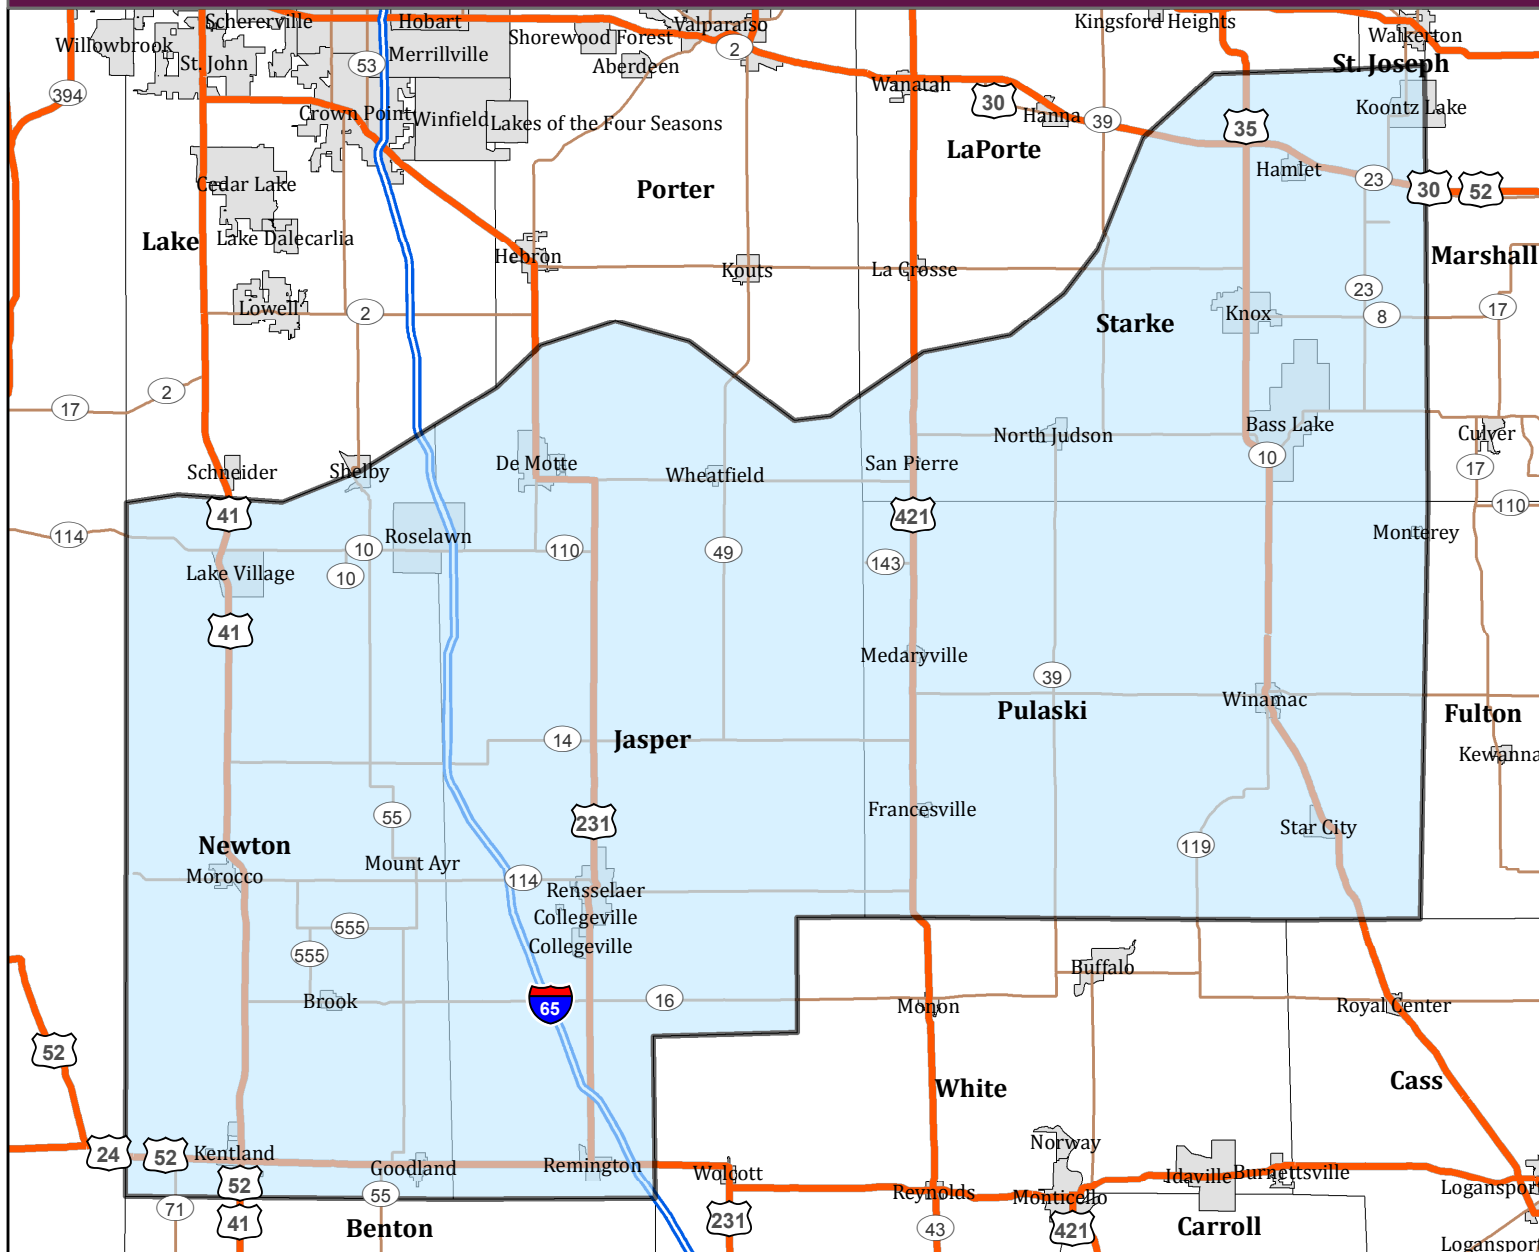 Schererville
Hobart
Valparaiso
Kingsford Heights
Willowbrook
Shorewood Forest
Walkerton
St. John
53
Merrillville
2
Aberdeen
St. Joseph
394
Wanatah
30
Koontz Lake
Crown Point
Winfield
Lakes of the Four Seasons
Hanna
39
35
LaPorte
Hamlet
23
30
52
Cedar Lake
Porter
Lake
Lake Dalecarlia
Hebron
Kouts
La Crosse
Marshall
Lowell
2
23
17
Starke
Knox
8
2
17
Bass Lake
North Judson
Culver
10
Schneider
Shelby
De Motte
Wheatfield
San Pierre
17
41
421
110
114
Roselawn
Monterey
10
110
49
143
Lake Village
10
41
Medaryville
39
Winamac
Pulaski
Fulton
14
Jasper
Kewanna
55
231
Francesville
Star City
Newton
119
Mount Ayr
Morocco
114
Rensselaer
Collegeville
555
Collegeville
555
Buffalo
Brook
65
16
Monon
Royal Center
52
White
Cass
24
52
Kentland
Norway
Goodland
Remington
Wolcott
Idaville
Burnettsville
52
55
Reynolds
Monticello
Logansport
71
41
Benton
231
43
421
Carroll
Logansport